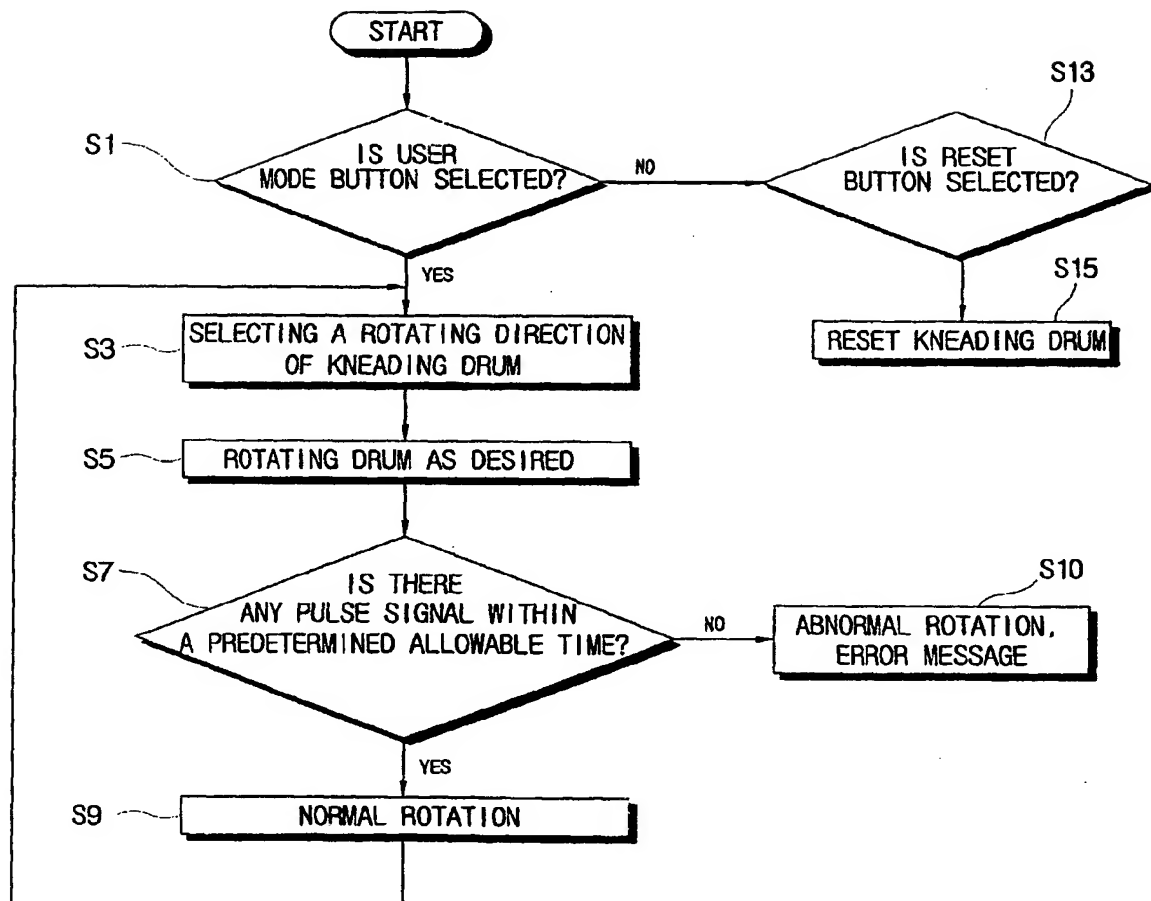 START
S13
S1
IS USER
MODE BUTTON SELECTED?
NO
IS RESET
BUTTON SELECTED?
YES
S15
S3
SELECTING A ROTATING DIRECTION
OF KNEADING DRUM
RESET KNEADING DRUM
S5
ROTATING DRUM AS DESIRED
S7
IS THERE
ANY PULSE SIGNAL WITHIN
A PREDETERMINED ALLOWABLE TIME?
NO
S10
ABNORMAL ROTATION,
ERROR MESSAGE
YES
S9
NORMAL ROTATION